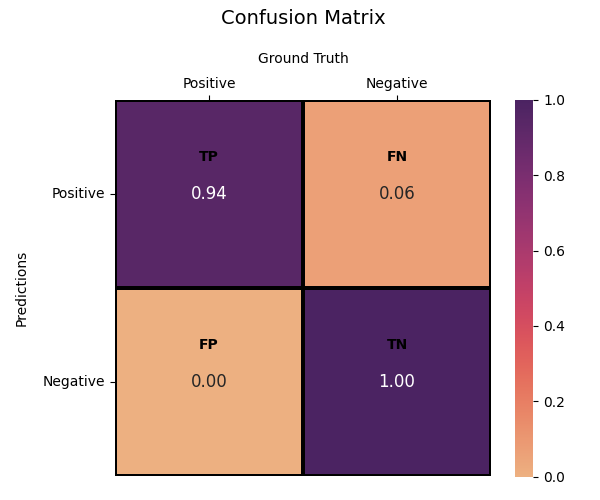 Confusion Matrix
Ground Truth
Positive Negative
1.0
TP FN
0.8
Positive 0.94 0.06
0.6
Predictions
FP TN
0.4
Negative 0.00 1.00
0.2
0.0